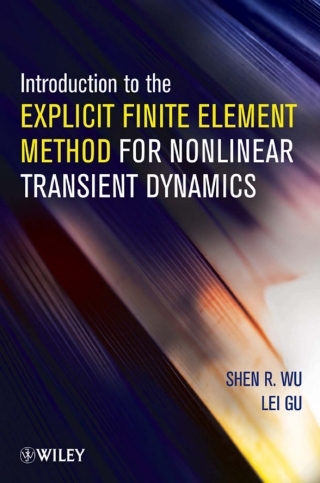 Introduction to the
EXPLICIT FINITE ELEMENT
METHOD FOR NONLINEAR
TRANSIENT DYNAMICS
SHEN R. WU
LEI GU
WILEY